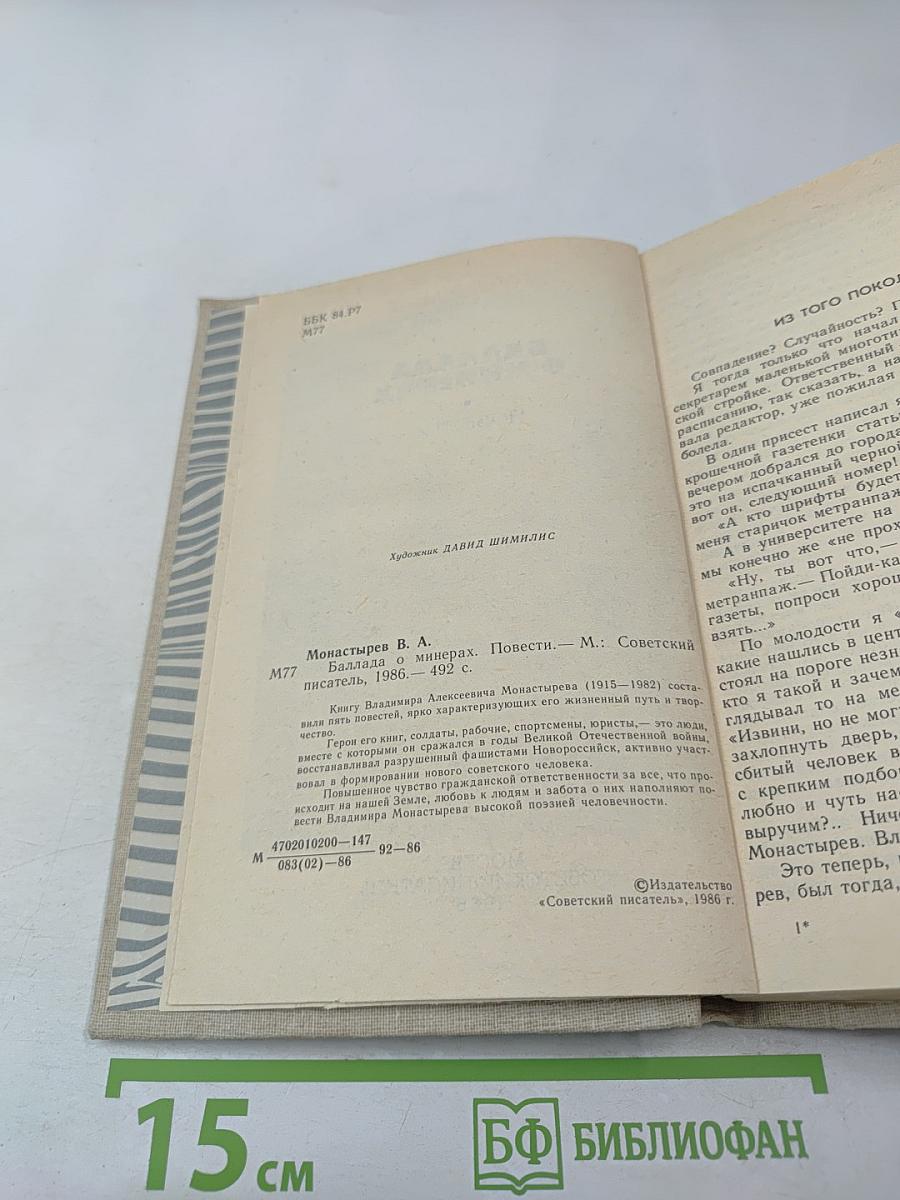 ББК 84.Р7
М77
Художник ДАВИД ШИМИЛИС
Монастырев В. А.
М77 Баллада о минерах. Повести.— М.: Советский
писатель, 1986.— 492 с.
Книгу Владимира Алексеевича Монастырева (1915—1982) соста-
вили пять повестей, ярко характеризующих его жизненный путь и твор-
чество.
Герои его книг, солдаты, рабочие, спортсмены, юристы,— это люди,
вместе с которыми он сражался в годы Великой Отечественной войны,
восстанавливал разрушенный фашистами Новороссийск, активно участ-
вовал в формировании нового советского человека.
Повышенное чувство гражданской ответственности за все, что про-
исходит на нашей Земле, любовь к людям и забота о них наполняют по-
вести Владимира Монастырева высокой поэзией человечности.
М 4702010200—147
083(02)—86 92—86
©Издательство
«Советский писатель», 1986 г.
ИЗ ТОГО ПОКОЛ
Совпадение? Случайность? П
Я тогда только что начал
секретарем маленькой многоти
ской стройке. Ответственный
расписанию, так сказать, а на
вала редактор, уже пожилая
болела.
В один присест написал я
крошечной газетенки стать
вечером добрался до города
это на испачканный черной
вот он, следующий номер!
«А кто шрифты будет
меня старичок метранпаж
А в университете на
мы конечно же «не прох
«Ну, ты вот что,—
метранпаж.— Пойди-ка
газеты, попроси хорош
взять...»
По молодости я «
какие нашлись в цент
стоял на пороге незн
кто я такой и зачем
глядывал то на ме
«Извини, но не мог
захлопнуть дверь,
сбитый человек в
с крепким подбо
любно и чуть на
выручим?.. Ниче
Монастырев. Вл
Это теперь,
рев, был тогда,
1*
15 см
БФ БИБЛИОФАН